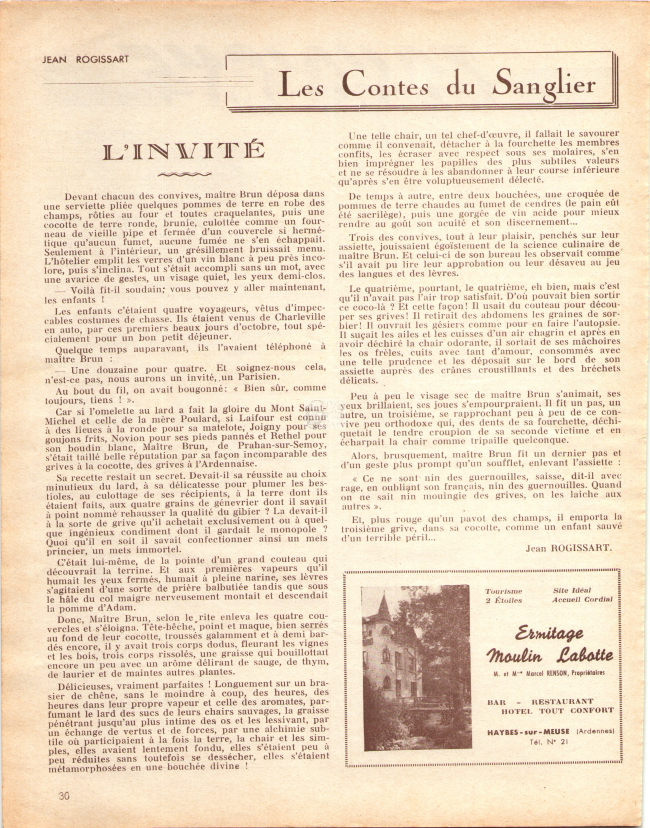 JEAN ROGISSART
Les Contes du Sanglier
L'INVITÉ
Devant chacun des convives, maître Brun déposa dans
une serviette pliée quelques pommes de terre en robe des
champs, rôties au four et toutes craquelantes, puis une
cocotte de terre ronde, brunie, culottée comme un four-
neau de vieille pipe et fermée d'un couvercle si hermé-
tique qu'aucun fumet, aucune fumée ne s'en échappait.
Seulement à l'intérieur, un grésillement bruissait menu.
L'hôtelier emplit les verres d'un vin blanc à peu près inco-
lore, puis s'inclina. Tout s'était accompli sans un mot, avec
une avarice de gestes, un visage quiet, les yeux demi-clos.
— Voilà fit-il soudain; vous pouvez y aller maintenant,
les enfants !
Les enfants c'étaient quatre voyageurs, vêtus d'impec-
cables costumes de chasse. Ils étaient venus de Charleville
en auto, par ces premiers beaux jours d'octobre, tout spé-
cialement pour un bon petit déjeuner.
Quelque temps auparavant, ils l'avaient téléphoné à
maître Brun :
— Une douzaine pour quatre. Et soignez-nous cela,
n'est-ce pas, nous aurons un invité, un Parisien.
Au bout du fil, on avait bougonné: « Bien sûr, comme
toujours, tiens ! ».
Car si l'omelette au lard a fait la gloire du Mont Saint-
Michel et celle de la mère Poulard, si Laifour est connu
à des lieues à la ronde pour sa matelote, Joigny pour ses
goujons frits, Novion pour ses pieds pannés et Rethel pour
son boudin blanc, Maître Brun, de Prahan-sur-Semoy,
s'était taillé belle réputation par sa façon incomparable des
grives à la cocotte, des grives à l'Ardennaise.
Sa recette restait un secret. Devait-il sa réussite au choix
minutieux du lard, à sa délicatesse pour plumer les bes-
tioles, au culottage de ses récipients, à la terre dont ils
étaient faits, aux quatre grains de génevrier dont il savait
à point nommé rehausser la qualité du gibier ? La devait-il
à la sorte de grive qu'il achetait exclusivement ou à quel-
que ingénieux condiment dont il gardait le monopole ?
Quoi qu'il en soit il savait confectionner ainsi un mets
princier, un mets immortel.
C'était lui-même, de la pointe d'un grand couteau qui
découvrait la terrine. Et aux premières vapeurs qu'il
humait les yeux fermés, humait à pleine narine, ses lèvres
s'agitaient d'une sorte de prière balbutiée tandis que sous
le hâle du col maigre nerveusement montait et descendait
la pomme d'Adam.
Donc, Maître Brun, selon le rite enleva les quatre cou-
vercles et s'éloigna. Tête-bêche, point et maque, bien serrés
au fond de leur cocotte, troussés galamment et à demi bar-
dés encore, il y avait trois corps dodus, fleurant les vignes
et les bois, trois corps rissolés, une graisse qui bouillottait
encore un peu avec un arôme délirant de sauge, de thym,
de laurier et de maintes autres plantes.
Délicieuses, vraiment parfaites ! Longuement sur un bra-
sier de chêne, sans le moindre à coup, des heures, des
heures dans leur propre vapeur et celle des aromates, par-
fumant le lard des sucs de leurs chairs sauvages, la graisse
pénétrant jusqu'au plus intime des os et les lessivant, par
un échange de vertus et de forces, par une alchimie sub-
tile où participaient à la fois la terre, la chair et les sim-
ples, elles avaient lentement fondu, elles s'étaient peu à
peu réduites sans toutefois se dessécher, elles s'étaient
métamorphosées en une bouchée divine !
Une telle chair, un tel chef-d'œuvre, il fallait le savourer
comme il convenait, détacher à la fourchette les membres
confits, les écraser avec respect sous ses molaires, s'en
bien imprégner les papilles des plus subtiles valeurs
et ne se résoudre à les abandonner à leur course inférieure
qu'après s'en être voluptueusement délecté.
De temps à autre, entre deux bouchées, une croquée de
pommes de terre chaudes au fumet de cendres (le pain eût
été sacrilège), puis une gorgée de vin acide pour mieux
rendre au goût son acuité et son discernement...
Trois des convives, tout à leur plaisir, penchés sur leur
assiette, jouissaient égoïstement de la science culinaire de
maître Brun. Et celui-ci de son bureau les observait comme
s'il avait pu lire leur approbation ou leur désaveu au jeu
des langues et des lèvres.
Le quatrième, pourtant, le quatrième, eh bien, mais c'est
qu'il n'avait pas l'air trop satisfait. D'où pouvait bien sortir
ce coco-là ? Et cette façon! Il usait du couteau pour décou-
per ses grives! Il retirait des abdomens les graines de sor-
bier! Il ouvrait les gésiers comme pour en faire l'autopsie.
Il suçait les ailes et les cuisses d'un air chagrin et après en
avoir déchiré la chair odorante, il sortait de ses mâchoires
les os frêles, cuits avec tant d'amour, consommés avec
une telle prudence et les déposait sur le bord de son
assiette auprès des crânes croustillants et des bréchets
délicats.
Peu à peu le visage sec de maître Brun s'animait, ses
yeux brillaient, ses joues s'empourpraient. Il fit un pas, un
autre, un troisième, se rapprochant peu à peu de ce con-
vive peu orthodoxe qui, des dents de sa fourchette, déchi-
quetait le tendre croupion de sa seconde victime et en
écharpait la chair comme tripaille quelconque.
Alors, brusquement, maître Brun fit un dernier pas et
d'un geste plus prompt qu'un soufflet, enlevant l'assiette :
« Ce ne sont nin des guernouilles, saisse, dit-il avec
rage, en oubliant son français, nin des guernouilles. Quand
on ne sait nin mouingie des grives, on les laiche aux
autres ».
Et, plus rouge qu'un pavot des champs, il emporta la
troisième grive, dans sa cocotte, comme un enfant sauvé
d'un terrible péril...
Jean ROGISSART.
Tourisme Site Idéal
2 Étoiles Accueil Cordial
Ermitage
Moulin Labotte
M. et Mme Marcel RENSON, Propriétaires
BAR - RESTAURANT
HOTEL TOUT CONFORT
HAYBES-sur-MEUSE (Ardennes)
Tél. N° 21
30